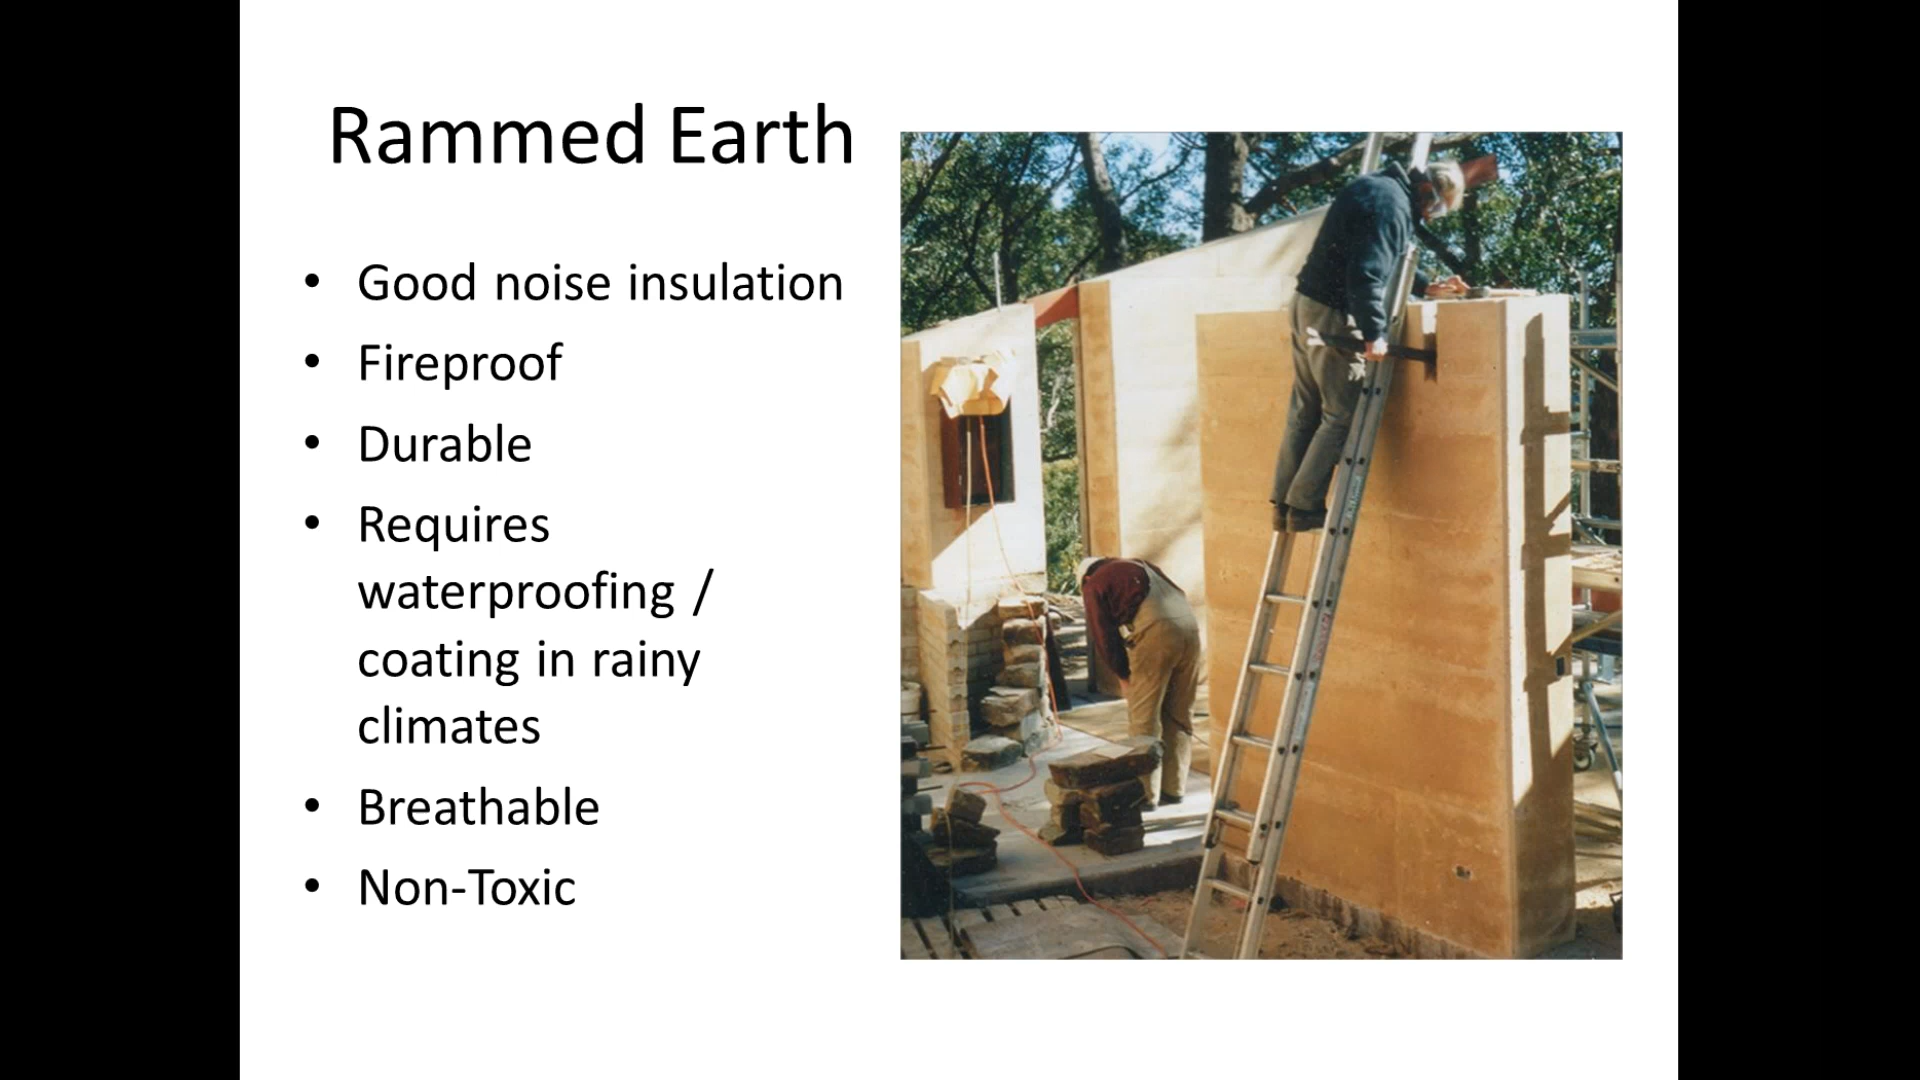 Rammed Earth
• Good noise insulation
• Fireproof
• Durable
• Requires
waterproofing /
coating in rainy
climates
• Breathable
• Non-Toxic